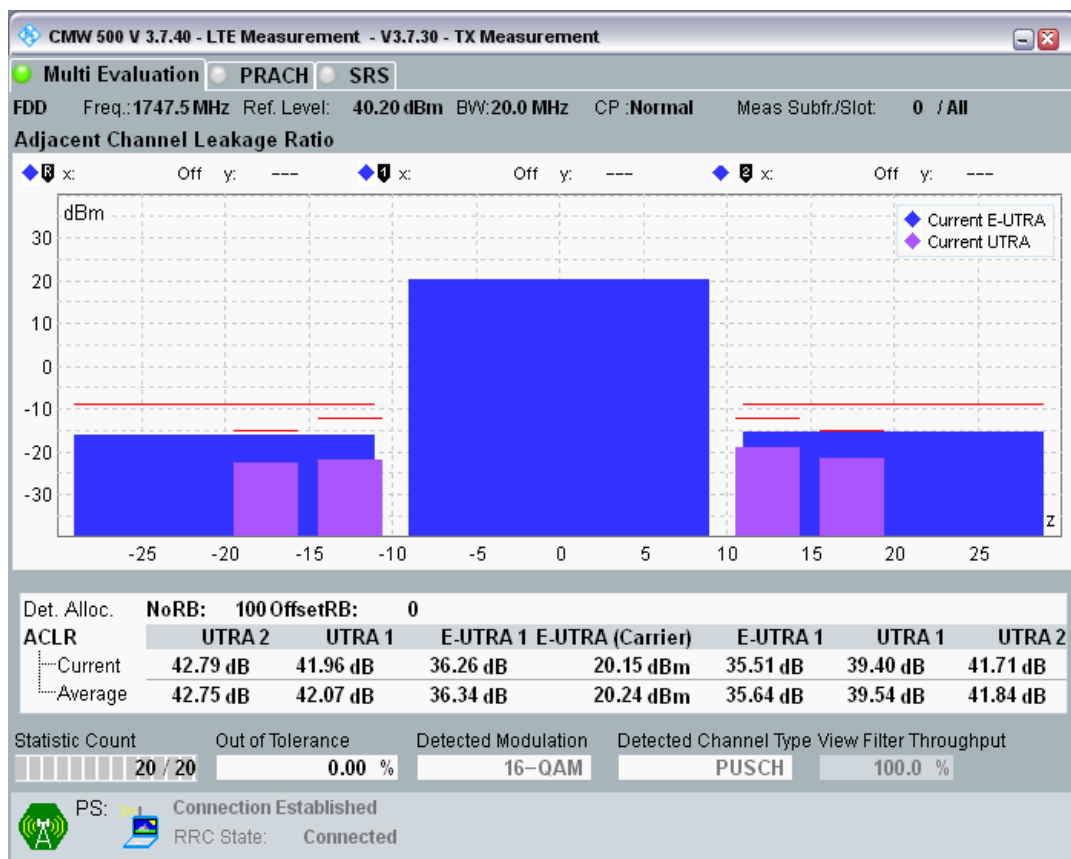 CMW 500 V 3.7.40 - LTE Measurement - V3.7.30 - TX Measurement
Multi Evaluation PRACH SRS
FDD Freq.:1747.5 MHz Ref. Level: 40.20 dBm BW:20.0 MHz CP :Normal Meas Subfr./Slot: 0 / All
Adjacent Channel Leakage Ratio
R x: Off y: --- 1 x: Off y: --- 2 x: Off y: ---
dBm
Current E-UTRA
Current UTRA
30
20
10
0
-10
-20
-30
z
-25 -20 -15 -10 -5 0 5 10 15 20 25
Det. Alloc. NoRB: 100 OffsetRB: 0
ACLR UTRA 2 UTRA 1 E-UTRA 1 E-UTRA (Carrier) E-UTRA 1 UTRA 1 UTRA 2
Current 42.79 dB 41.96 dB 36.26 dB 20.15 dBm 35.51 dB 39.40 dB 41.71 dB
Average 42.75 dB 42.07 dB 36.34 dB 20.24 dBm 35.64 dB 39.54 dB 41.84 dB
Statistic Count Out of Tolerance Detected Modulation Detected Channel Type View Filter Throughput
20 / 20 0.00 % 16-QAM PUSCH 100.0 %
PS: Connection Established
RRC State: Connected